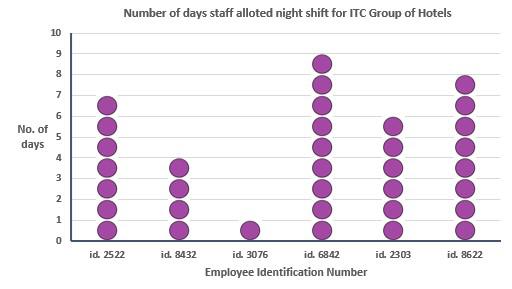 Number of days staff alloted night shift for ITC Group of Hotels
10
9
8
7
6
5
4
3
2
1
0
No. of
days
id. 2522 id. 8432 id. 3076 id. 6842 id. 2303 id. 8622
Employee Identification Number